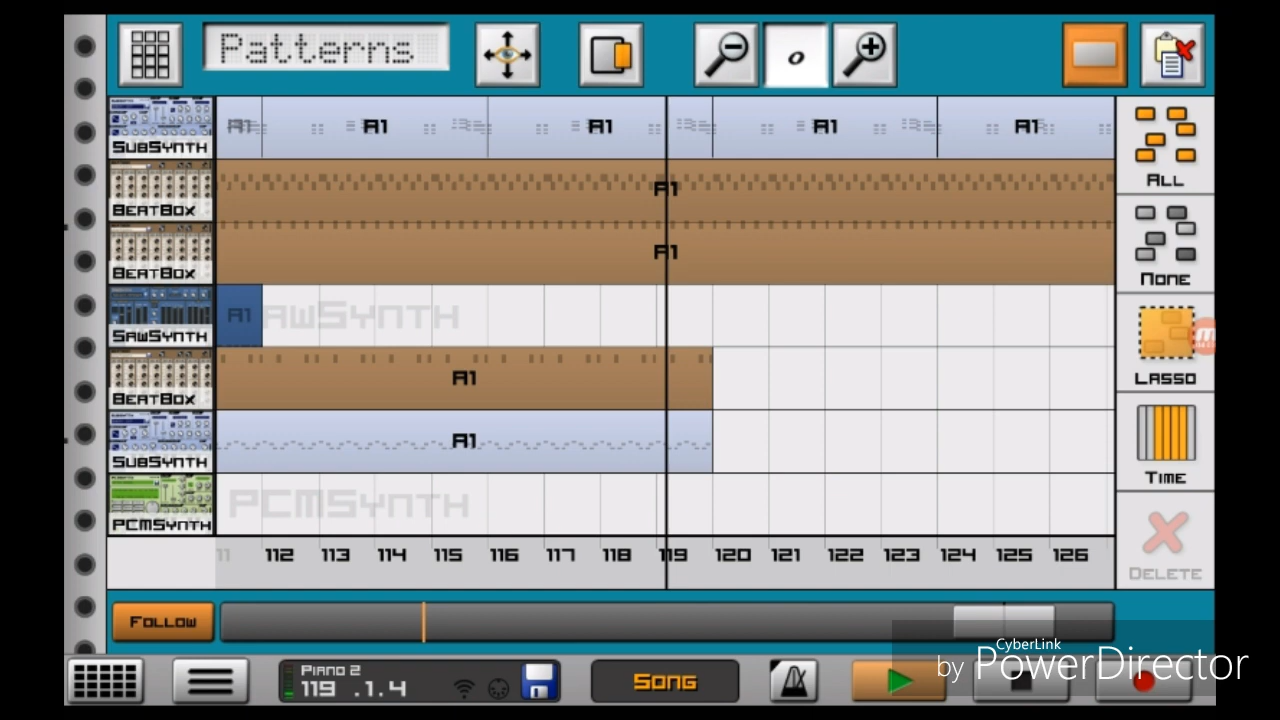 Patterns
o
SubSynth
A1 A1 A1 A1 A1
BeatBox
A1
BeatBox
A1
SawSynth
A1 awSynth
BeatBox
A1
SubSynth
A1
PCMSynth
PCMSynth
All
None
Lasso
Time
Delete
11 112 113 114 115 116 117 118 119 120 121 122 123 124 125 126
Follow
Piano 2
119 .1.4
Song
CyberLink
by PowerDirector